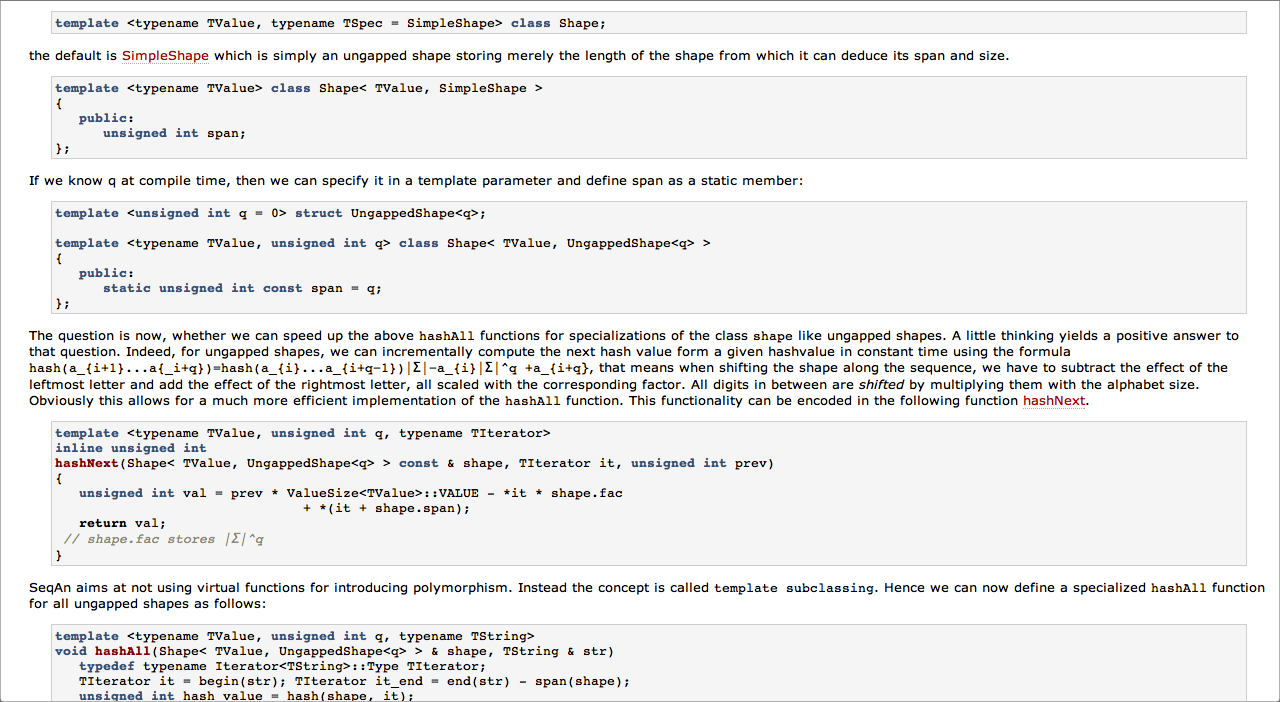 template <typename TValue, typename TSpec = SimpleShape> class Shape;
the default is SimpleShape which is simply an ungapped shape storing merely the length of the shape from which it can deduce its span and size.
template <typename TValue> class Shape< TValue, SimpleShape >
{
public:
unsigned int span;
};
If we know q at compile time, then we can specify it in a template parameter and define span as a static member:
template <unsigned int q = 0> struct UngappedShape<q>;
template <typename TValue, unsigned int q> class Shape< TValue, UngappedShape<q> >
{
public:
static unsigned int const span = q;
};
The question is now, whether we can speed up the above hashAll functions for specializations of the class shape like ungapped shapes. A little thinking yields a positive answer to
that question. Indeed, for ungapped shapes, we can incrementally compute the next hash value form a given hashvalue in constant time using the formula
hash(a_{i+1}...a{_i+q})=hash(a_{i}...a_{i+q-1})|Σ|-a_{i}|Σ|^q +a_{i+q}, that means when shifting the shape along the sequence, we have to subtract the effect of the
leftmost letter and add the effect of the rightmost letter, all scaled with the corresponding factor. All digits in between are shifted by multiplying them with the alphabet size.
Obviously this allows for a much more efficient implementation of the hashAll function. This functionality can be encoded in the following function hashNext.
template <typename TValue, unsigned int q, typename TIterator>
inline unsigned int
hashNext(Shape< TValue, UngappedShape<q> > const & shape, TIterator it, unsigned int prev)
{
unsigned int val = prev * ValueSize<TValue>::VALUE - *it * shape.fac
+ *(it + shape.span);
return val;
// shape.fac stores |Σ|^q
}
SeqAn aims at not using virtual functions for introducing polymorphism. Instead the concept is called template subclassing. Hence we can now define a specialized hashAll function
for all ungapped shapes as follows:
template <typename TValue, unsigned int q, typename TString>
void hashAll(Shape< TValue, UngappedShape<q> > & shape, TString & str)
typedef typename Iterator<TString>::Type TIterator;
TIterator it = begin(str); TIterator it_end = end(str) - span(shape);
unsigned int hash_value = hash(shape, it);